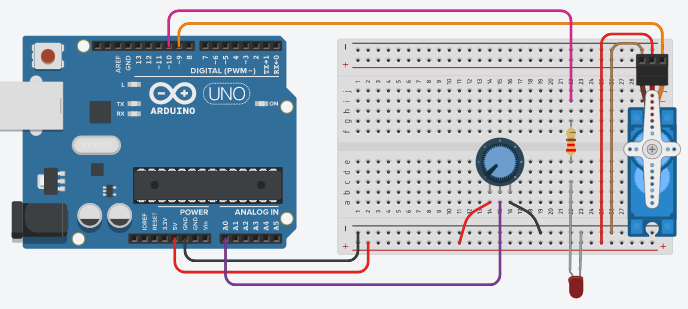 AREF
GND
13
12
~11
~10
~9
8
7
~6
~5
4
~3
2
TX→1
RX←0
DIGITAL (PWM~)
L
TX
RX
UNO
ARDUINO
ON
POWER
ANALOG IN
IOREF
RESET
3.3V
5V
GND
GND
Vin
A0
A1
A2
A3
A4
A5